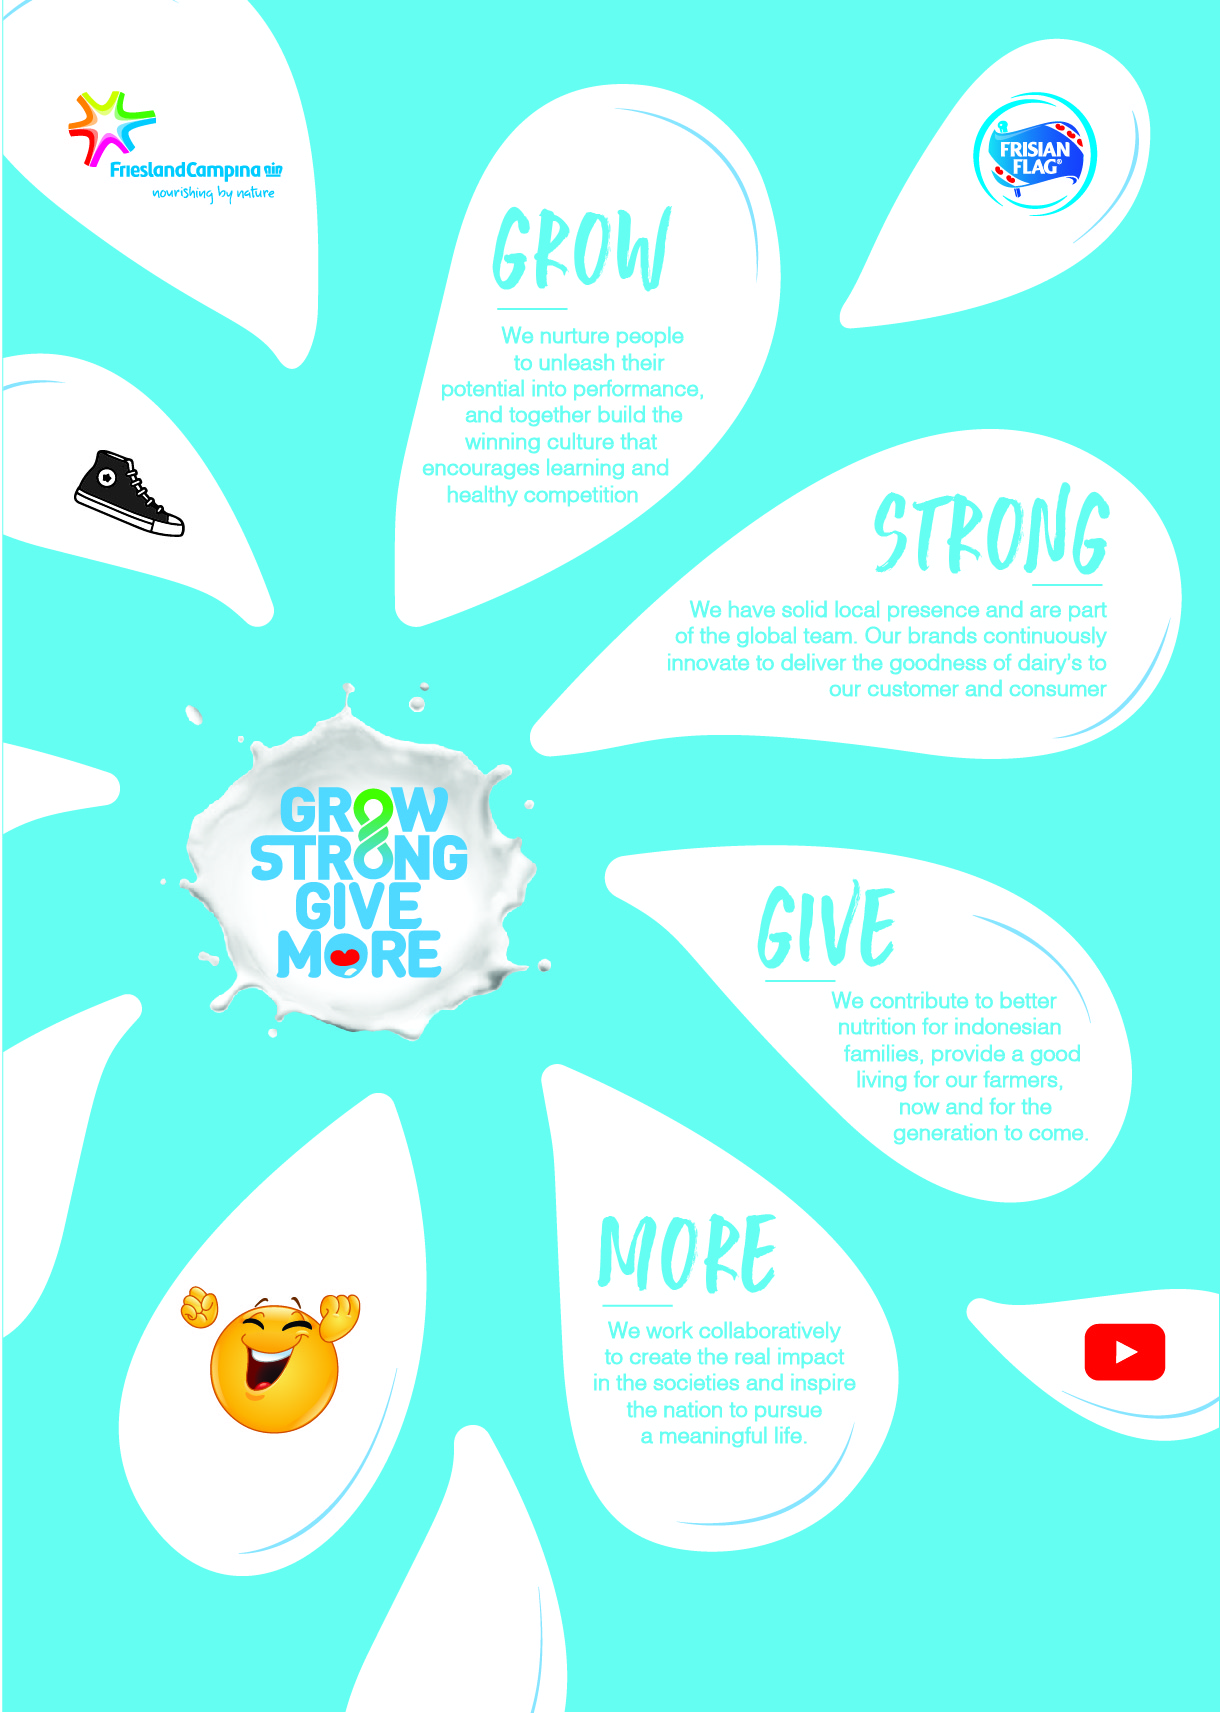 FrieslandCampina
nourishing by nature
FRISIAN
FLAG®
GROW
We nurture people
to unleash their
potential into performance,
and together build the
winning culture that
encourages learning and
healthy competition
STRONG
We have solid local presence and are part
of the global team. Our brands continuously
innovate to deliver the goodness of dairy's to
our customer and consumer
GROW
STRONG
GIVE
MORE
GIVE
We contribute to better
nutrition for indonesian
families, provide a good
living for our farmers,
now and for the
generation to come.
MORE
We work collaboratively
to create the real impact
in the societies and inspire
the nation to pursue
a meaningful life.